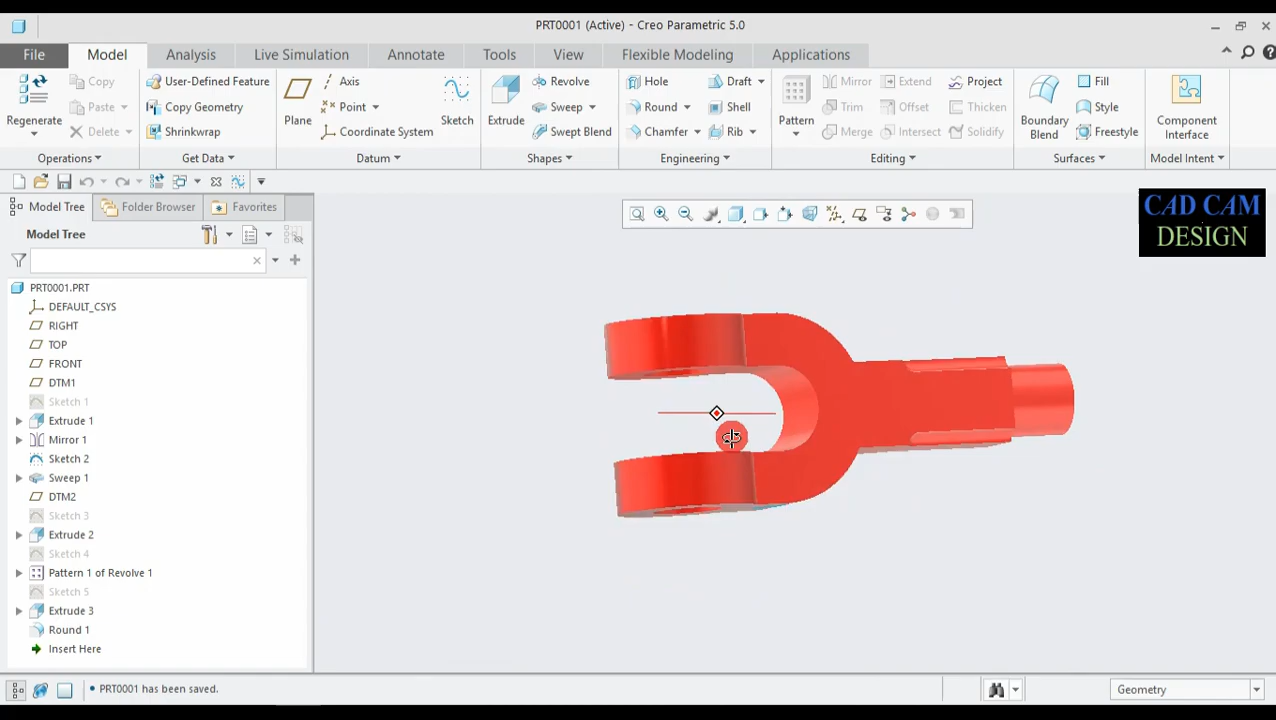 PRT0001 (Active) - Creo Parametric 5.0
File Model Analysis Live Simulation Annotate Tools View Flexible Modeling Applications
Regenerate
Copy
Paste
Delete
Operations
User-Defined Feature
Copy Geometry
Shrinkwrap
Get Data
Plane
Axis
Point
Coordinate System
Sketch
Datum
Extrude
Revolve
Sweep
Swept Blend
Shapes
Hole
Round
Chamfer
Draft
Shell
Rib
Engineering
Pattern
Mirror
Trim
Merge
Extend
Offset
Intersect
Project
Thicken
Solidify
Editing
Boundary
Blend
Fill
Style
Freestyle
Surfaces
Component
Interface
Model Intent
Model Tree Folder Browser Favorites
CAD CAM
DESIGN
Model Tree
PRT0001.PRT
DEFAULT_CSYS
RIGHT
TOP
FRONT
DTM1
Sketch 1
Extrude 1
Mirror 1
Sketch 2
Sweep 1
DTM2
Sketch 3
Extrude 2
Sketch 4
Pattern 1 of Revolve 1
Sketch 5
Extrude 3
Round 1
Insert Here
• PRT0001 has been saved.
Geometry